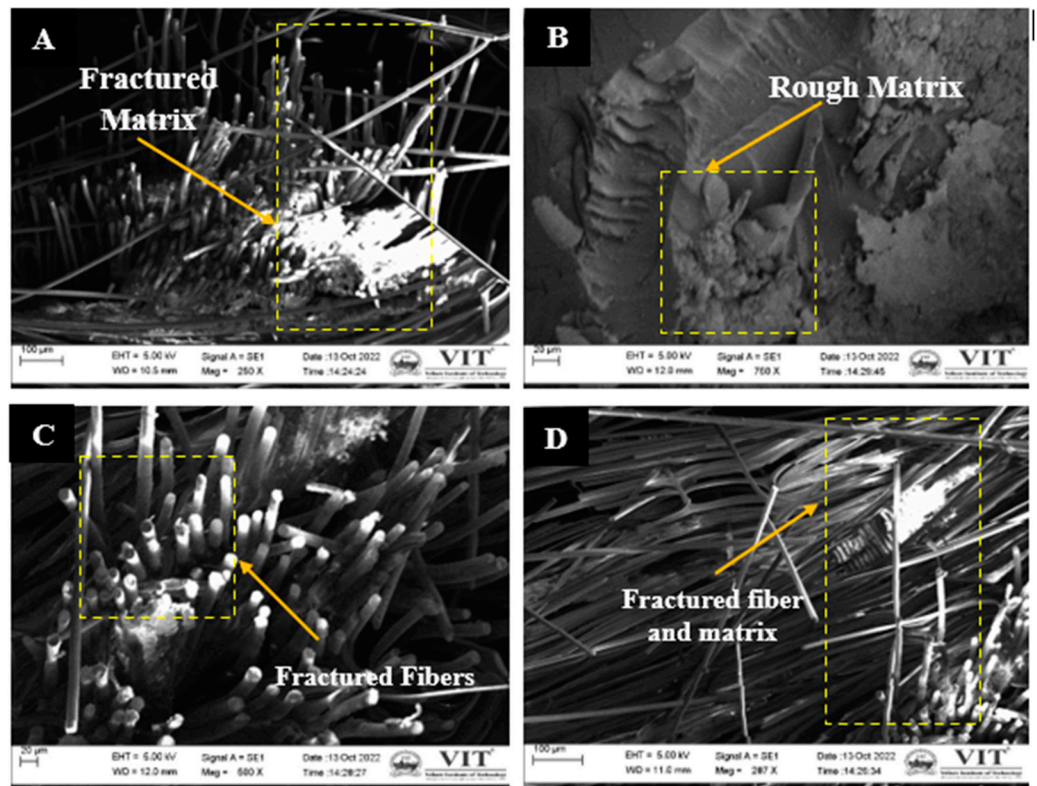 A
Fractured
Matrix
100 µm
EHT = 5.00 kV
Signal A = SE1
Date :13 Oct 2022
WD = 10.5 mm
Mag = 250 X
Time :14:24:24
VIT
B
Rough Matrix
20 µm
EHT = 5.00 kV
Signal A = SE1
Date :13 Oct 2022
WD = 12.0 mm
Mag = 750 X
Time :14:29:45
VIT
C
Fractured Fibers
20 µm
EHT = 5.00 kV
Signal A = SE1
Date :13 Oct 2022
WD = 12.0 mm
Mag = 500 X
Time :14:28:27
VIT
D
Fractured fiber
and matrix
100 µm
EHT = 5.00 kV
Signal A = SE1
Date :13 Oct 2022
WD = 11.0 mm
Mag = 287 X
VIT